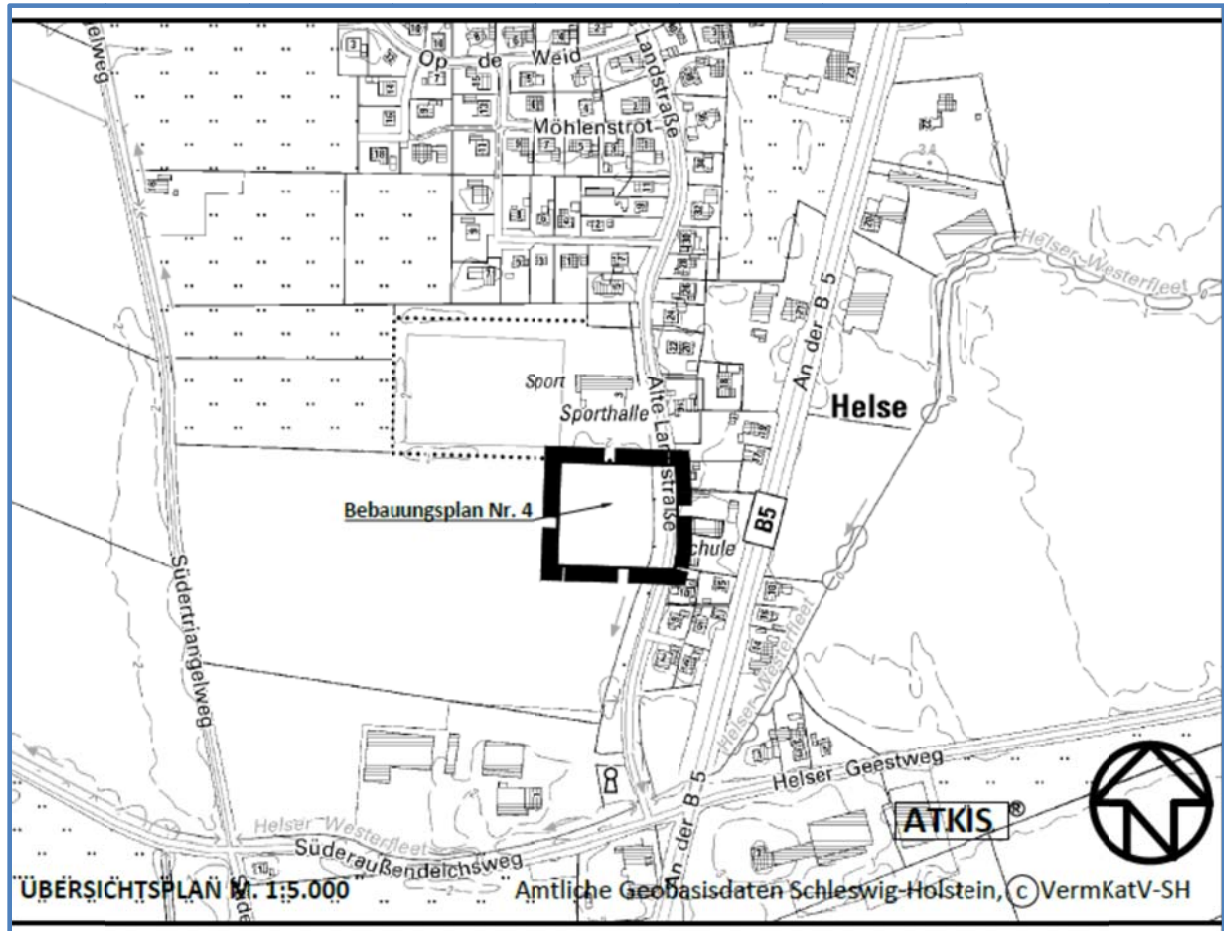 elweg
Op de Weid
Landstraße
Möhlenstrot
Helser Westerfleet
An der B 5
Sport
Sporthalle
Alte Landstraße
Helse
Bebauungsplan Nr. 4
B5
chule
Südertriangelweg
Helser Westerfleet
Helser Geestweg
An der B 5
ATKIS®
N
Helser Westerfleet
Süderaußendeichsweg
ÜBERSICHTSPLAN M. 1:5.000
Amtliche Geobasisdaten Schleswig-Holstein, © VermKatV-SH